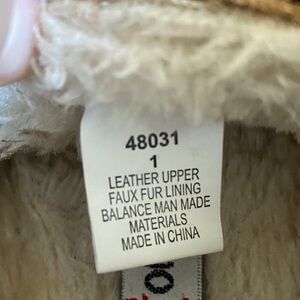 48031
1
LEATHER UPPER
FAUX FUR LINING
BALANCE MAN MADE
MATERIALS
MADE IN CHINA